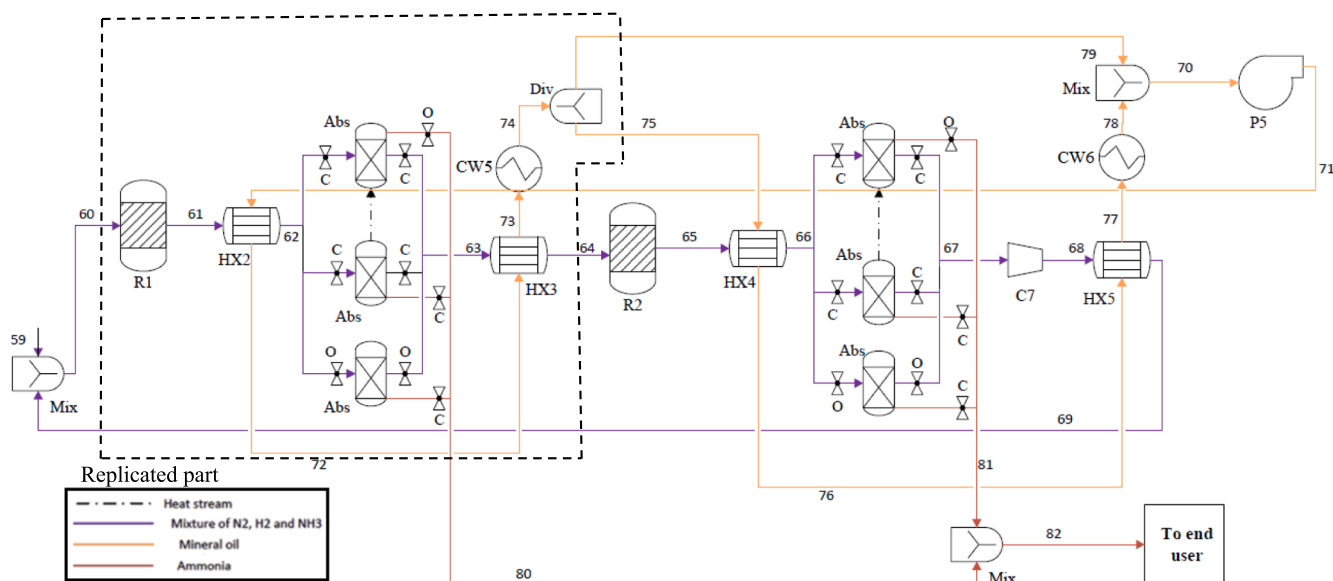 79
70
Mix
P5
Div
74
75
Abs
O
C
C
CW5
Abs
O
C
C
78
CW6
71
60
61
62
R1
HX2
C
C
Abs
C
73
63
HX3
64
65
R2
HX4
66
Abs
C
C
C
67
68
C7
77
HX5
59
Mix
O
O
Abs
C
Abs
O
O
C
69
72
Replicated part
76
81
Heat stream
Mixture of N2, H2 and NH3
Mineral oil
Ammonia
80
82
Mix
To end
user